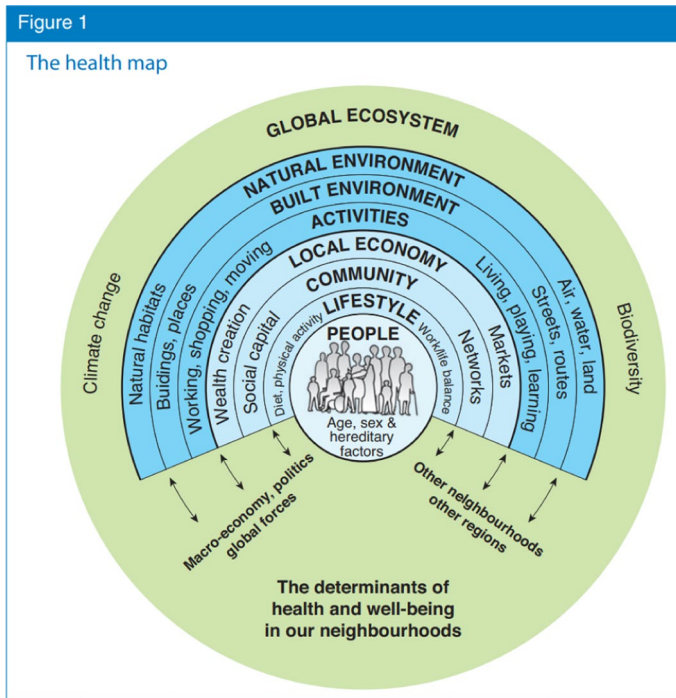 Figure 1
The health map
GLOBAL ECOSYSTEM
NATURAL ENVIRONMENT
BUILT ENVIRONMENT
ACTIVITIES
LOCAL ECONOMY
COMMUNITY
LIFESTYLE
PEOPLE
Age, sex &
hereditary
factors
Climate change
Natural habitats
Buidings, places
Working, shopping, moving
Wealth creation
Social capital
Diet, physical activity
Work/life balance
Networks
Markets
Living, playing, learning
Streets, routes
Air, water, land
Biodiversity
Macro-economy, politics
global forces
Other neighbourhoods
other regions
The determinants of
health and well-being
in our neighbourhoods